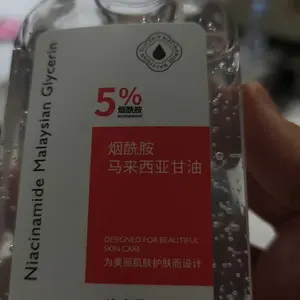 Niacinamide Malaysian Glycerin
5%
烟酰胺
烟酰胺
马来西亚甘油
DESIGNED FOR BEAUTIFUL
SKIN CARE
为美丽肌肤护肤而设计